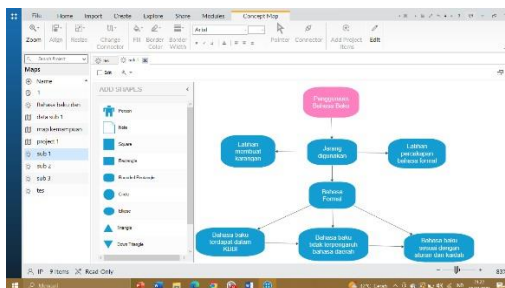 File Home Import Create Explore Share Modules Concept Map
Zoom Align Resize Change Connector Fill Color Border Color Border Width Arial Pointer Connector Add Project Items Edit
Maps
Name
1
Bahasa baku dan
data sub 1
map kemampuan
project 1
sub 1
sub 2
sub 3
tes
ADD SHAPES
Person
Note
Square
Rectangle
Rounded Rectangle
Circle
Ellipse
Triangle
Down Triangle
Penggunaan Bahasa Baku
Latihan membuat karangan
Jarang digunakan
Latihan percakapan bahasa formal
Bahasa Formal
Bahasa baku terdapat dalam KBBI
Bahasa baku tidak terpengaruh bahasa daerah
Bahasa baku sesuai dengan aturan dan kaidah
IP 9 Items Read Only